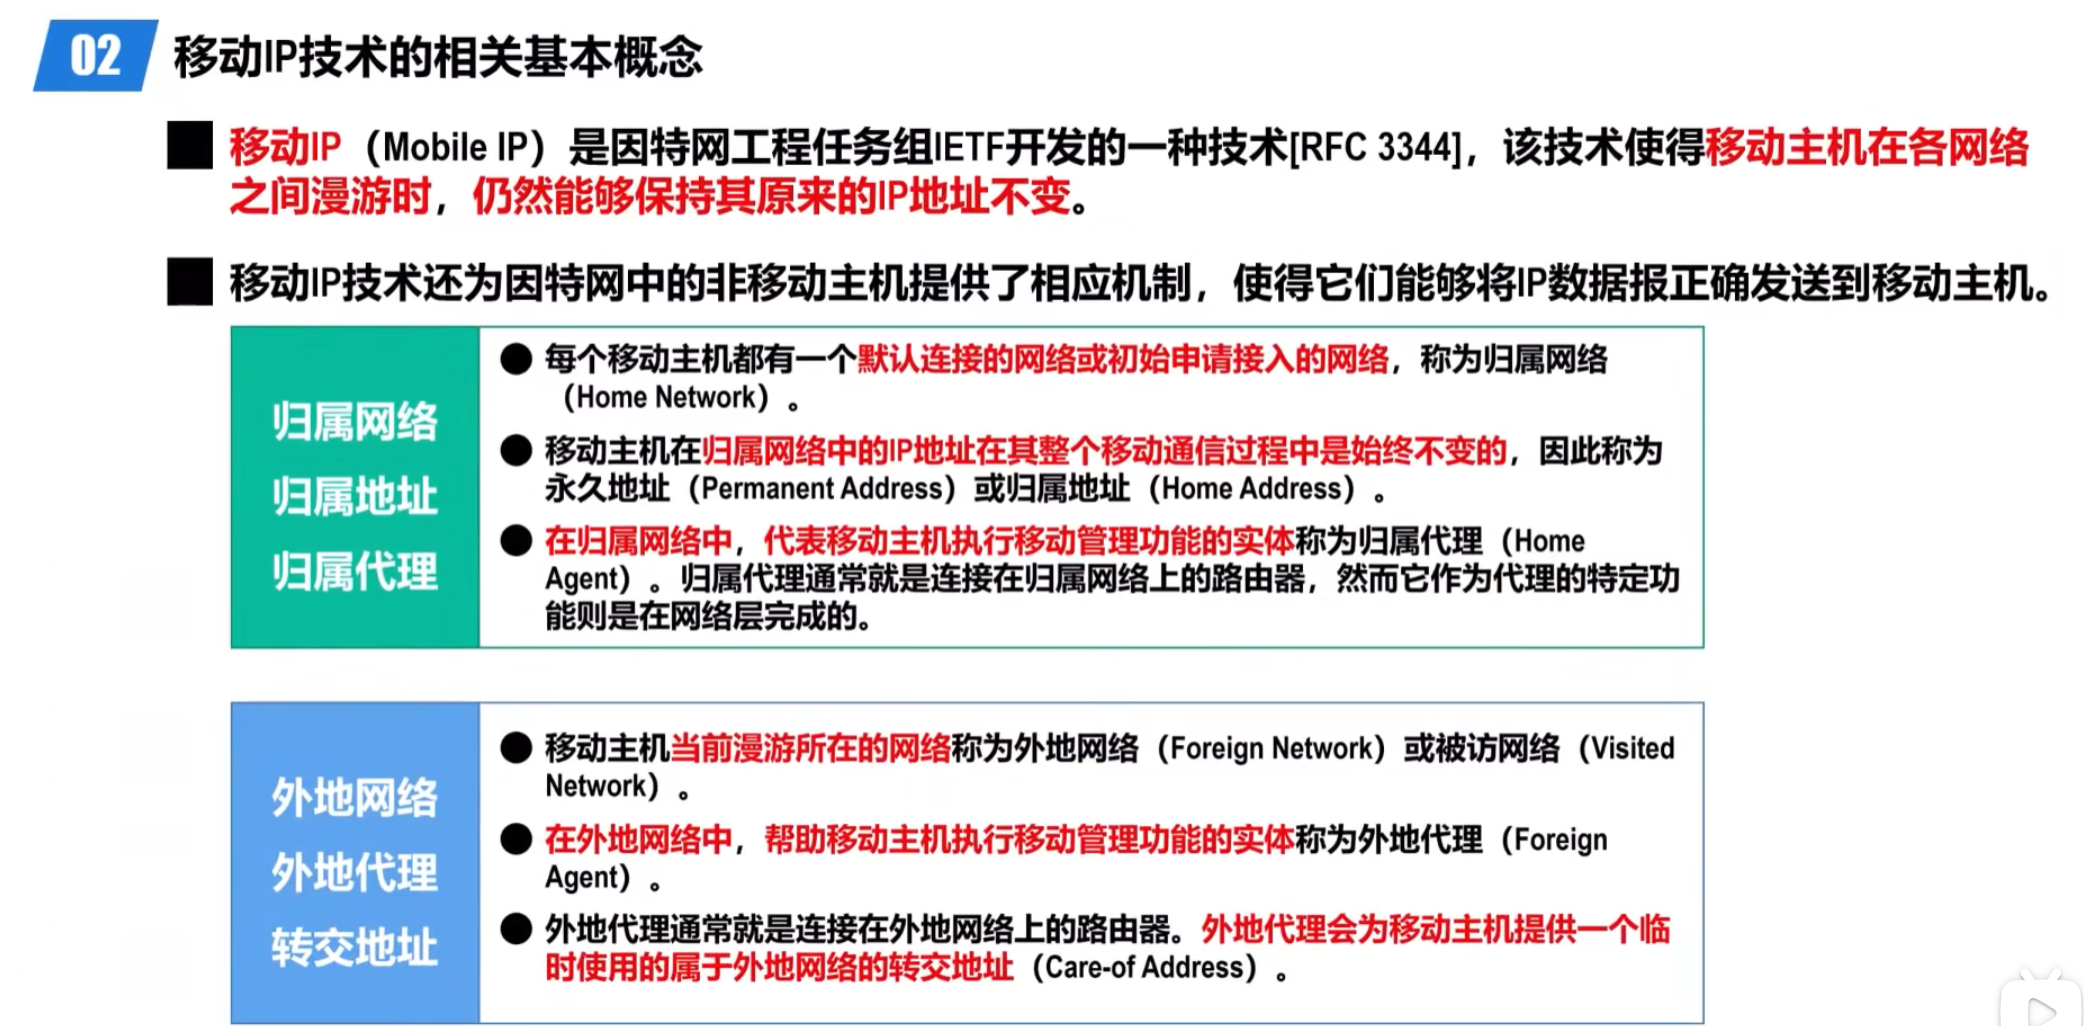 02 移动IP技术的相关基本概念
移动IP（Mobile IP）是因特网工程任务组IETF开发的一种技术[RFC 3344]，该技术使得移动主机在各网络
之间漫游时，仍然能够保持其原来的IP地址不变。
移动IP技术还为因特网中的非移动主机提供了相应机制，使得它们能够将IP数据报正确发送到移动主机。
归属网络
归属地址
归属代理
每个移动主机都有一个默认连接的网络或初始申请接入的网络，称为归属网络
（Home Network）。
移动主机在归属网络中的IP地址在其整个移动通信过程中是始终不变的，因此称为
永久地址（Permanent Address）或归属地址（Home Address）。
在归属网络中，代表移动主机执行移动管理功能的实体称为归属代理（Home
Agent）。归属代理通常就是连接在归属网络上的路由器，然而它作为代理的特定功
能则是在网络层完成的。
外地网络
外地代理
转交地址
移动主机当前漫游所在的网络称为外地网络（Foreign Network）或被访网络（Visited
Network）。
在外地网络中，帮助移动主机执行移动管理功能的实体称为外地代理（Foreign
Agent）。
外地代理通常就是连接在外地网络上的路由器。外地代理会为移动主机提供一个临
时使用的属于外地网络的转交地址（Care-of Address）。